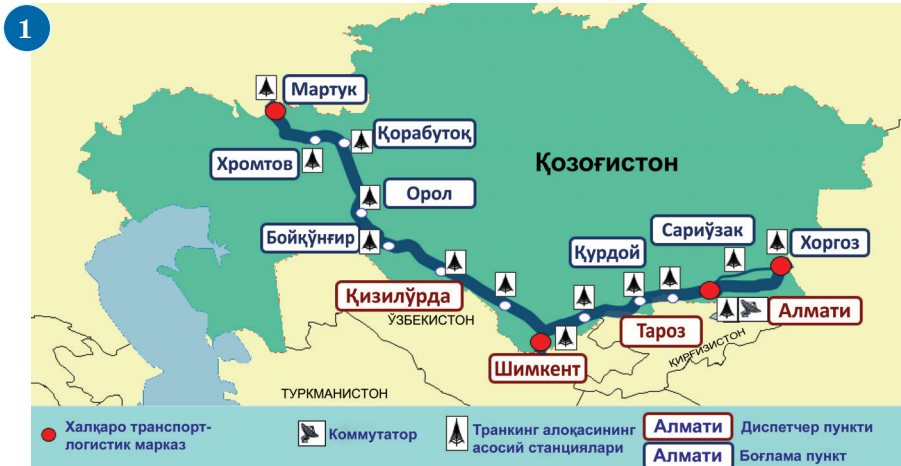 1
Мартук
Қорабутоқ
Хромтов
Қозоғистон
Орол
Бойқўнғир
Сариўзак
Қурдой
Хоргоз
Қизилўрда
ЎЗБЕКИСТОН
Алмати
Тароз
Шимкент
ҚИРҒИЗИСТОН
ТУРКМАНИСТОН
Халқаро транспорт-
логистик марказ
Коммутатор
Транкинг алоқасининг
асосий станциялари
Алмати Диспетчер пункти
Алмати Боғлама пункт